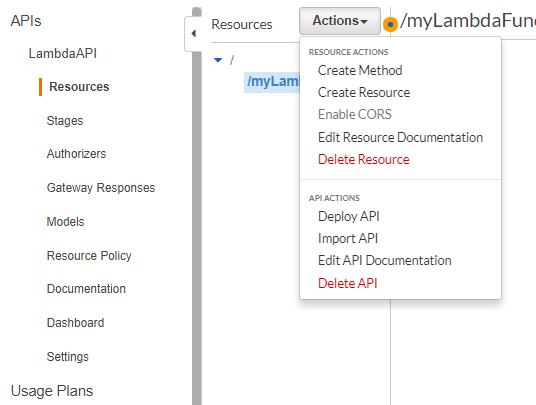 APIs
LambdaAPI
Resources
Stages
Authorizers
Gateway Responses
Models
Resource Policy
Documentation
Dashboard
Settings
Usage Plans
Resources
Actions
/
/myLam
/myLambdaFun
RESOURCE ACTIONS
Create Method
Create Resource
Enable CORS
Edit Resource Documentation
Delete Resource
API ACTIONS
Deploy API
Import API
Edit API Documentation
Delete API